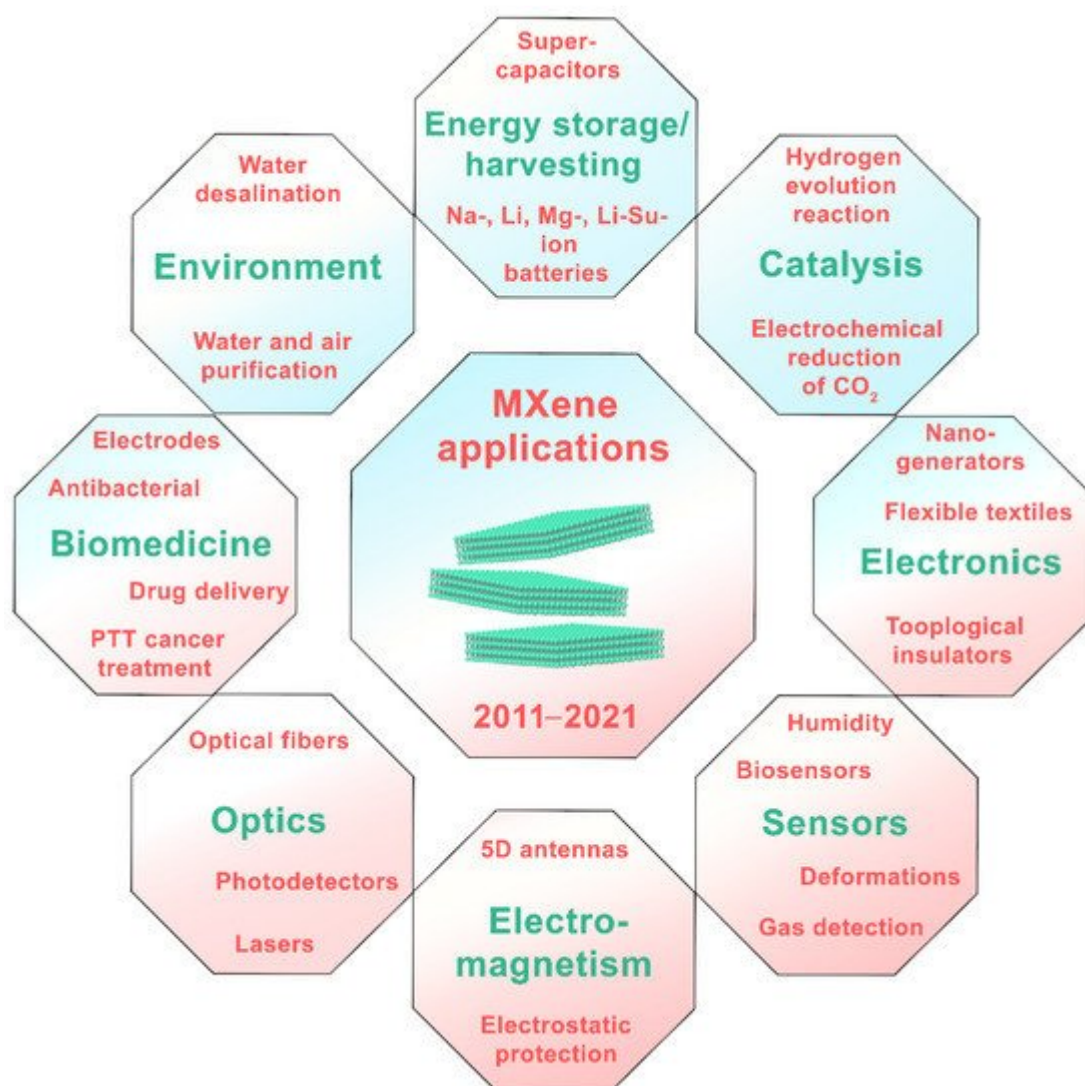 Super-
capacitors
Energy storage/
harvesting
Na-, Li, Mg-, Li-Su-
ion
batteries
Water
desalination
Environment
Water and air
purification
Hydrogen
evolution
reaction
Catalysis
Electrochemical
reduction
of CO₂
MXene
applications
2011–2021
Electrodes
Antibacterial
Biomedicine
Drug delivery
PTT cancer
treatment
Nano-
generators
Flexible textiles
Electronics
Tooplogical
insulators
Optical fibers
Optics
Photodetectors
Lasers
Humidity
Biosensors
Sensors
Deformations
Gas detection
5D antennas
Electro-
magnetism
Electrostatic
protection